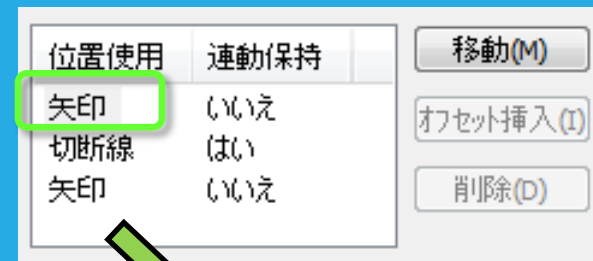 位置使用 連動保持
矢印 いいえ
切断線 はい
矢印 いいえ
移動(M)
オフセット挿入(I)
削除(D)